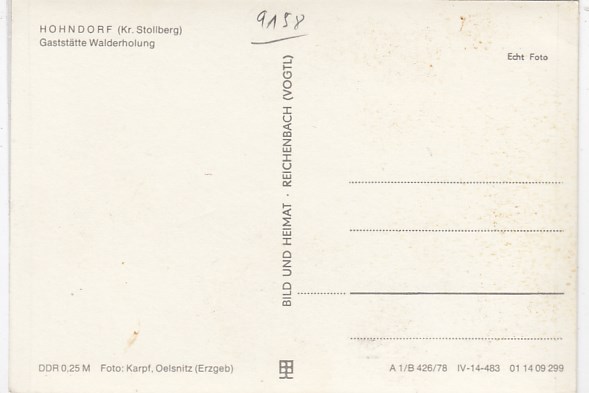 9158
HOHNDORF (Kr. Stollberg)
Gaststätte Walderholung
Echt Foto
BILD UND HEIMAT · REICHENBACH (VOGTL)
DDR 0,25 M Foto: Karpf, Oelsnitz (Erzgeb)
A 1/B 426/78 IV-14-483 01 14 09 299